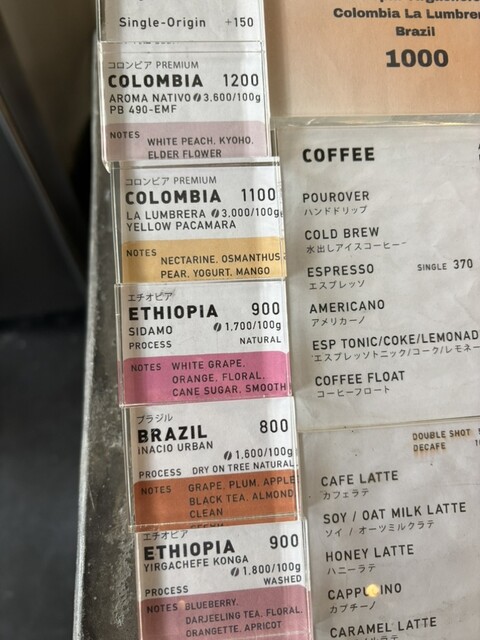 Single-Origin +150
コロンビア PREMIUM
COLOMBIA 1200
AROMA NATIVO 3,600/100g
PB 490-EMF
NOTES WHITE PEACH, KYOHO,
ELDER FLOWER
コロンビア PREMIUM
COLOMBIA 1100
LA LUMBRERA 3,000/100g
YELLOW PACAMARA
NOTES NECTARINE, OSMANTHUS
PEAR, YOGURT, MANGO
エチオピア
ETHIOPIA 900
SIDAMO 1,700/100g
PROCESS NATURAL
NOTES WHITE GRAPE,
ORANGE, FLORAL,
CANE SUGAR, SMOOTH
ブラジル
BRAZIL 800
INACIO URBAN 1,600/100g
PROCESS DRY ON TREE NATURAL
NOTES GRAPE, PLUM, APPLE
BLACK TEA, ALMOND
CLEAN
ETHIOPIA 900
YIRGACHEFE KONGA
1,800/100g
PROCESS WASHED
NOTES BLUEBERRY,
DARJEELING TEA, FLORAL,
ORANGETTE, APRICOT
Colombia La Lumbrer
Brazil
1000
COFFEE
POUROVER
ハンドドリップ
COLD BREW
水出しアイスコーヒー
ESPRESSO SINGLE 370
エスプレッソ
AMERICANO
アメリカーノ
ESP TONIC/COKE/LEMONAD
エスプレッソトニック/コーク/レモネー
COFFEE FLOAT
コーヒーフロート
DOUBLE SHOT
DECAFE
CAFE LATTE
カフェラテ
SOY / OAT MILK LATTE
ソイ / オーツミルクラテ
HONEY LATTE
ハニーラテ
カプチーノ
CARAMEL LATTE